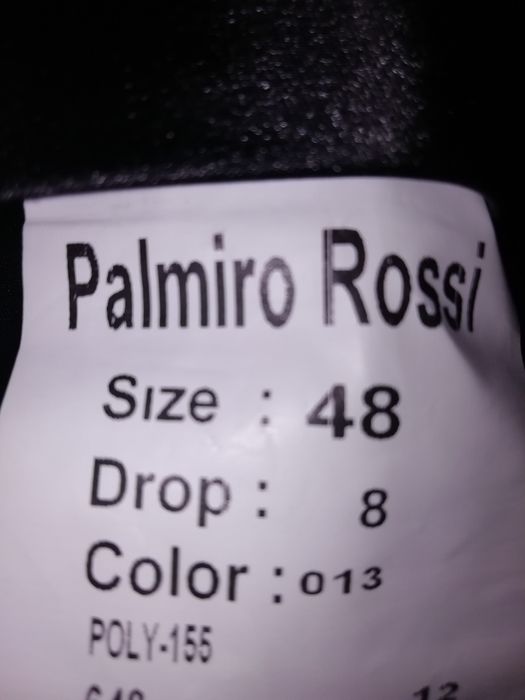 Palmiro Rossi
Size : 48
Drop : 8
Color : 013
POLY-155